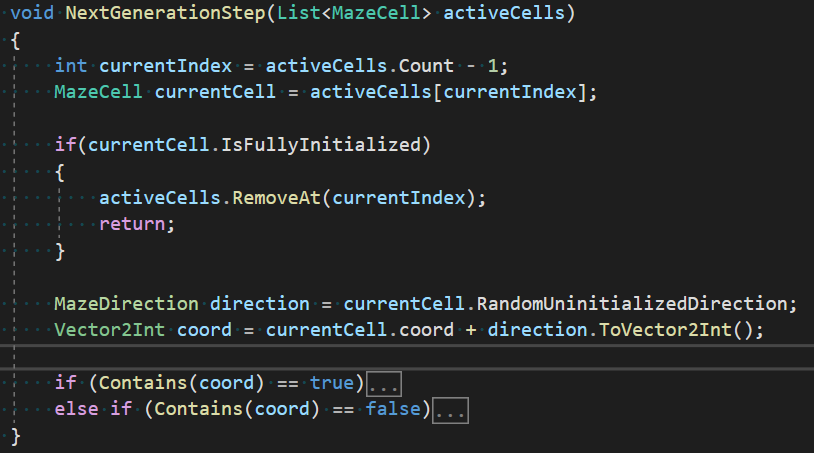 void NextGenerationStep(List<MazeCell> activeCells)
{
int currentIndex = activeCells.Count - 1;
MazeCell currentCell = activeCells[currentIndex];
if(currentCell.IsFullyInitialized)
{
activeCells.RemoveAt(currentIndex);
return;
}
MazeDirection direction = currentCell.RandomUninitializedDirection;
Vector2Int coord = currentCell.coord + direction.ToVector2Int();
if (Contains(coord) == true)...
else if (Contains(coord) == false)...
}